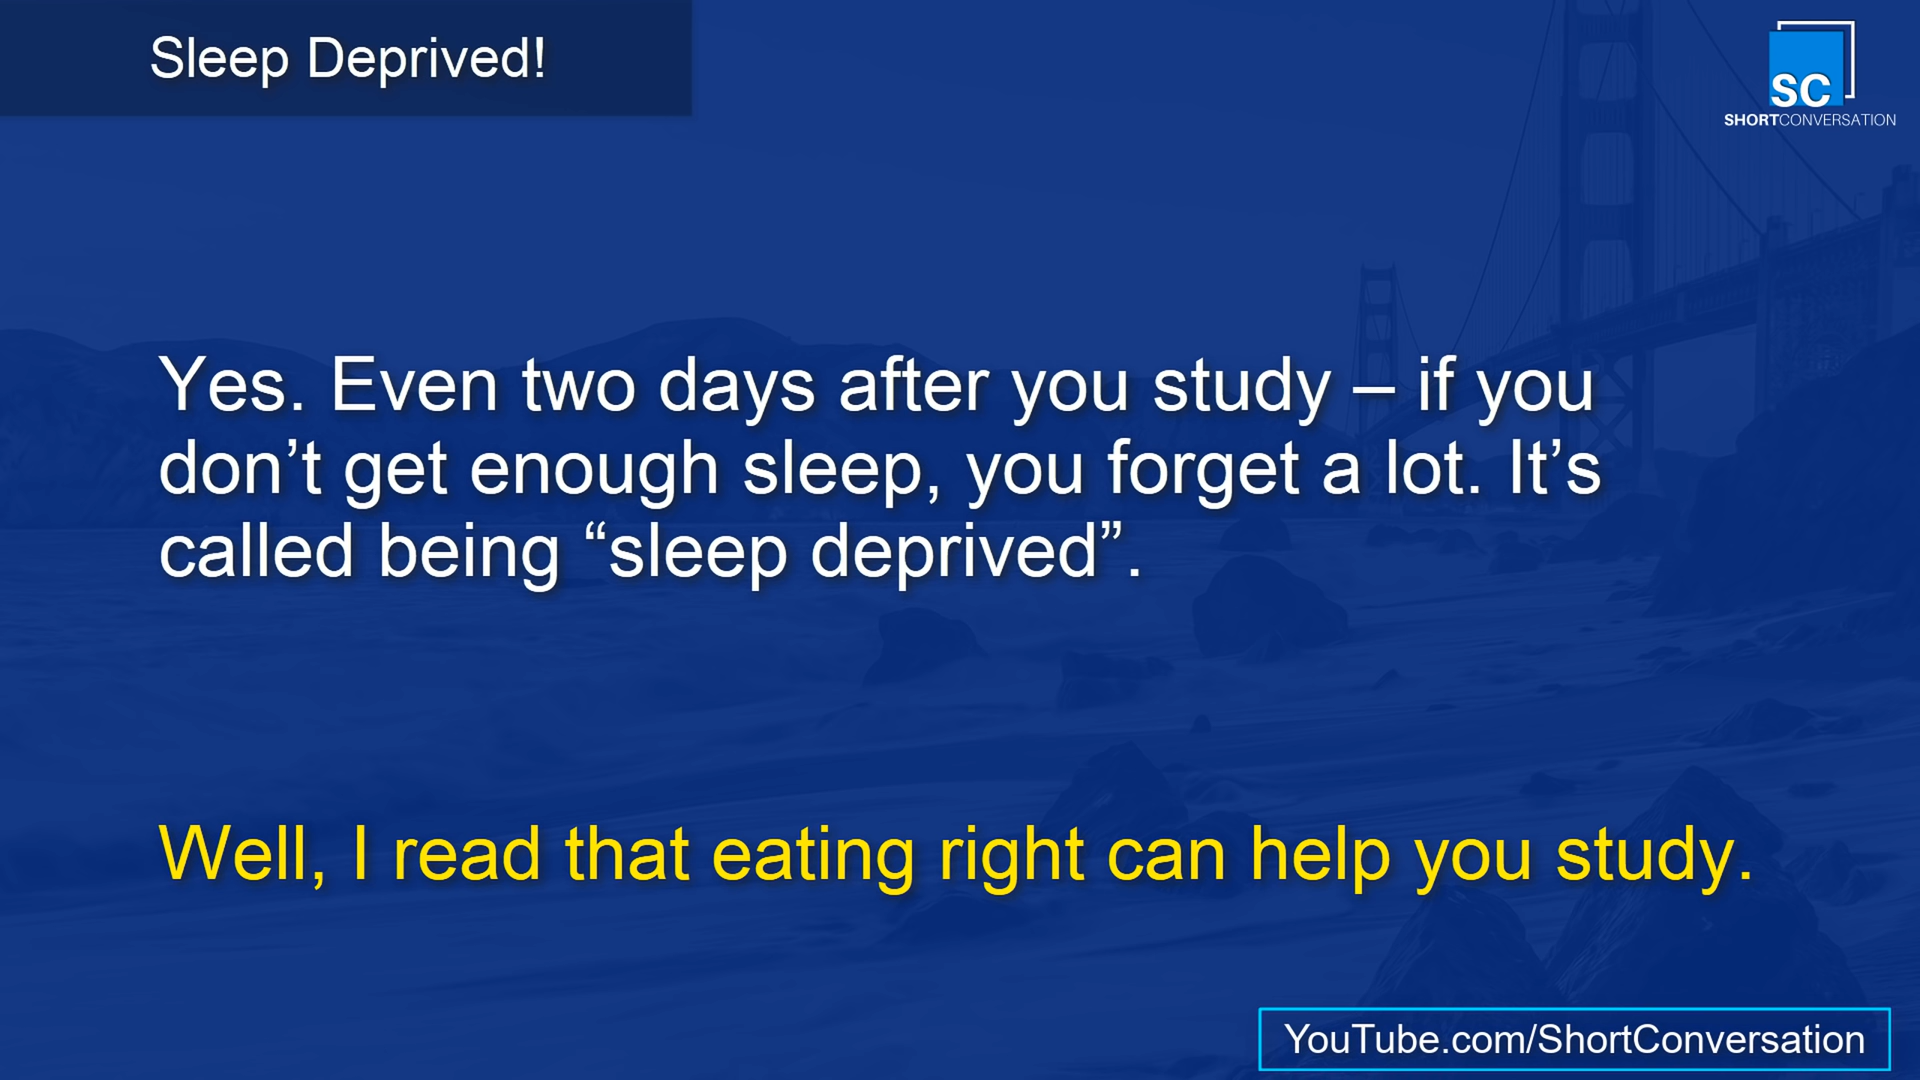 Sleep Deprived!
SC
SHORTCONVERSATION
Yes. Even two days after you study – if you
don’t get enough sleep, you forget a lot. It’s
called being “sleep deprived”.
Well, I read that eating right can help you study.
YouTube.com/ShortConversation